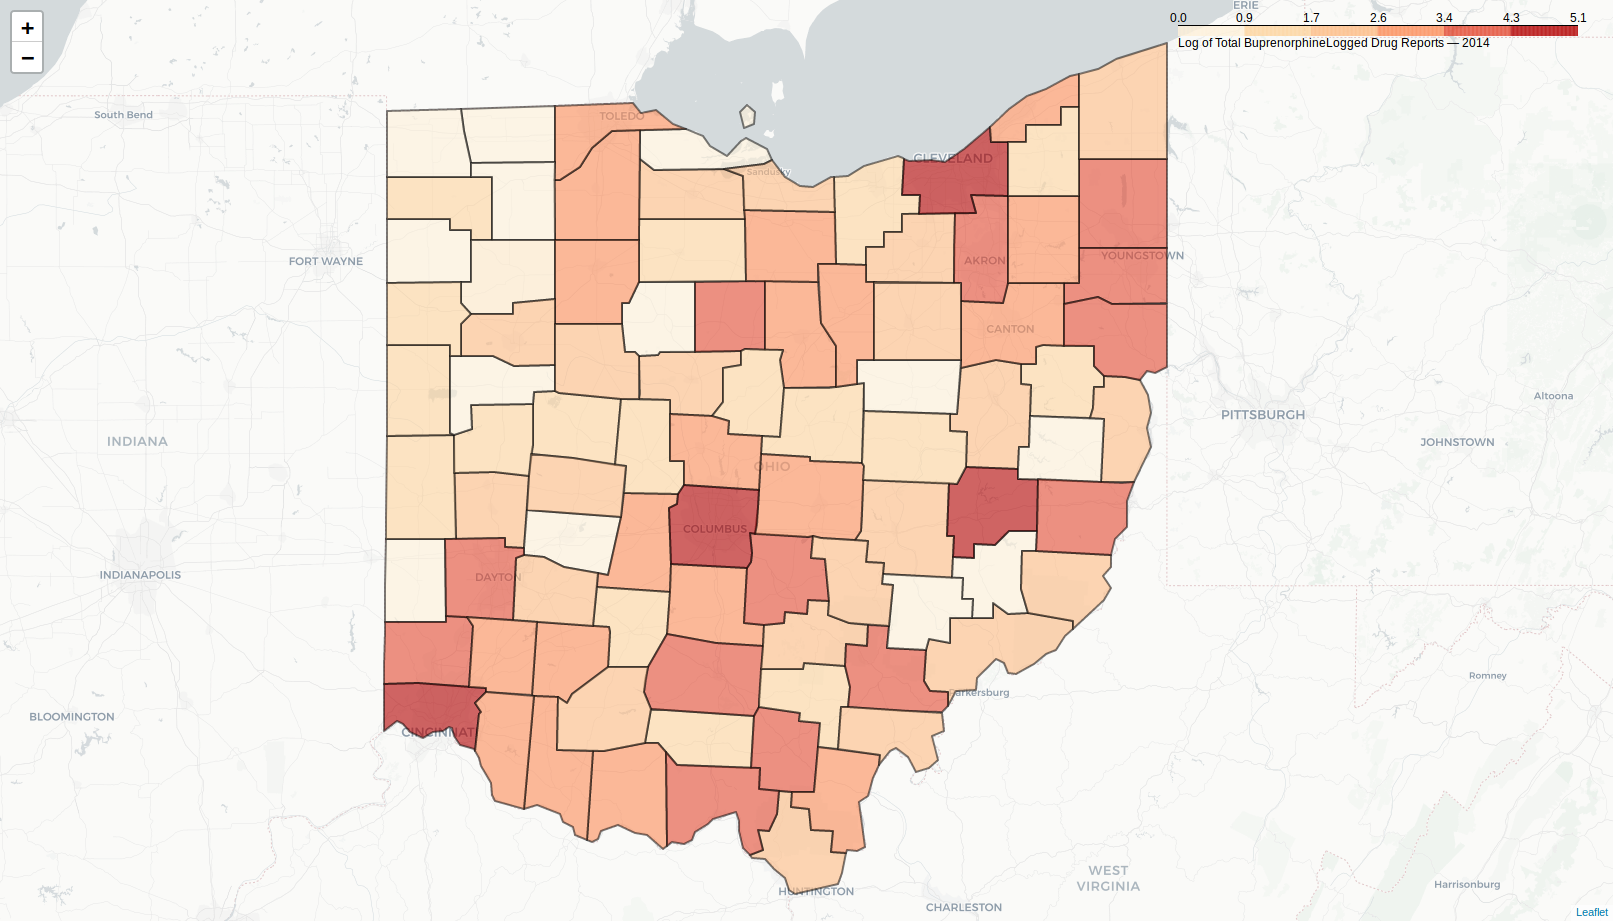 +
−
ERIE
0.0 0.9 1.7 2.6 3.4 4.3 5.1
Log of Total BuprenorphineLogged Drug Reports — 2014
South Bend
TOLEDO
CLEVELAND
Sandusky
FORT WAYNE
AKRON
YOUNGSTOWN
CANTON
Altoona
PITTSBURGH
INDIANA
JOHNSTOWN
OHIO
COLUMBUS
INDIANAPOLIS
DAYTON
Romney
arkersburg
BLOOMINGTON
CINCINNAT
WEST
VIRGINIA
Harrisonburg
HUNTINGTON
CHARLESTON
Leaflet